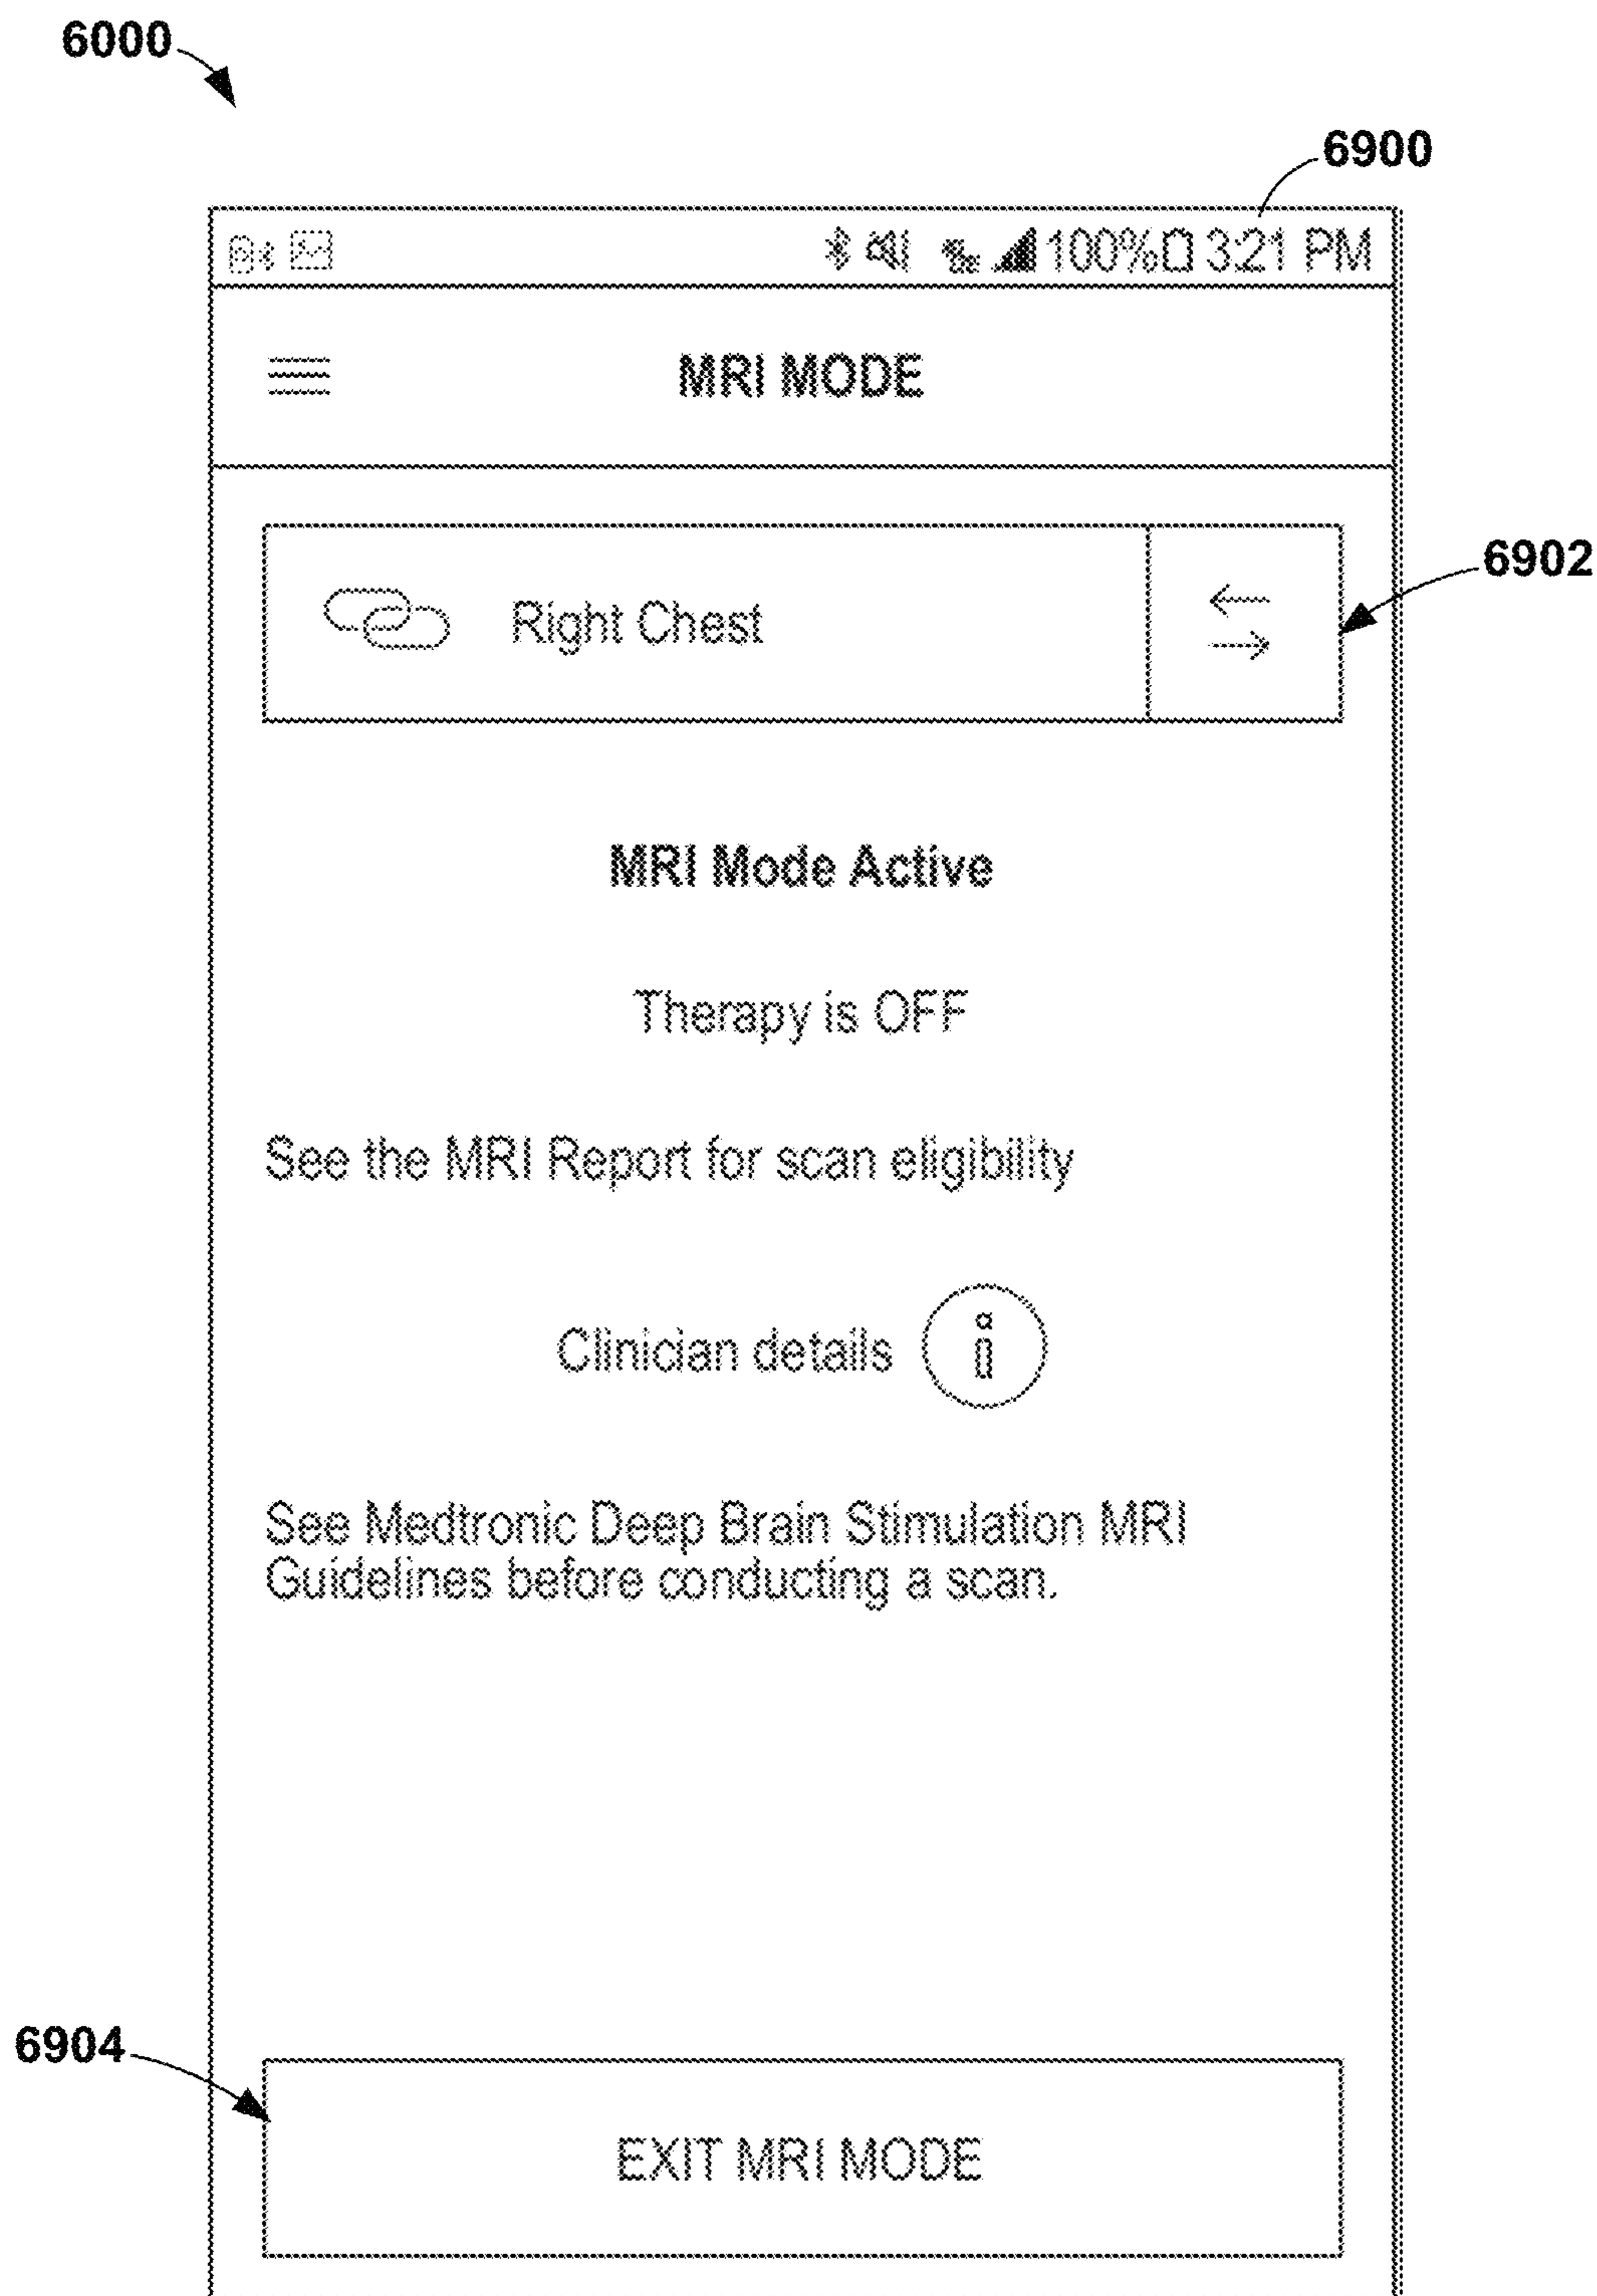 6000
6900
100% 3:21 PM
MRI MODE
6902
Right Chest
MRI Mode Active
Therapy is OFF
See the MRI Report for scan eligibility
Clinician details i
See Medtronic Deep Brain Stimulation MRI
Guidelines before conducting a scan.
6904
EXIT MRI MODE